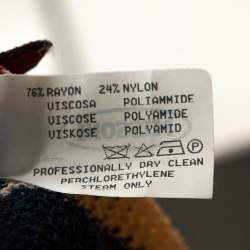 76% RAYON 24% NYLON
VISCOSA POLIAMMIDE
VISCOSE POLYAMIDE
VISKOSE POLYAMID
P
PROFESSIONALLY DRY CLEAN
PERCHLORETHYLENE
STEAM ONLY